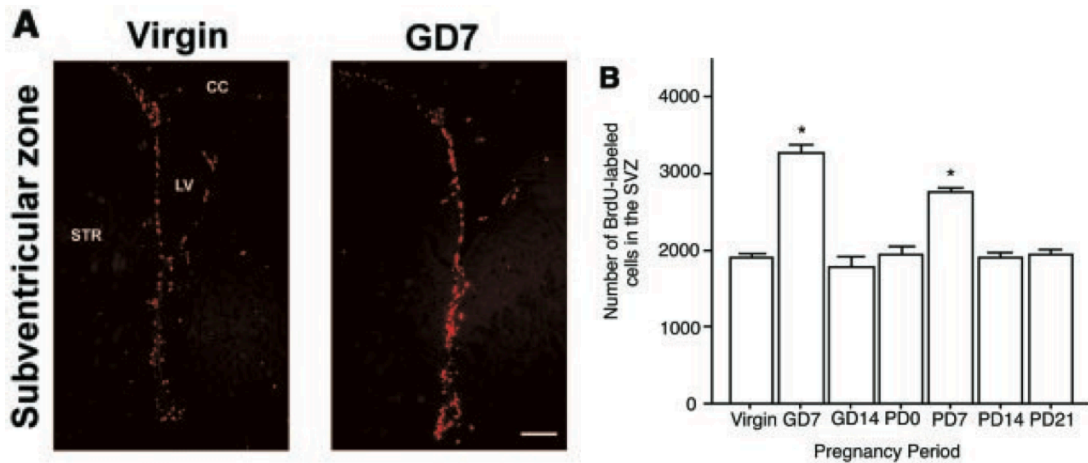 A
Virgin
GD7
Subventricular zone
CC
LV
STR
B
Number of BrdU-labeled
cells in the SVZ
4000
3000
2000
1000
0
*
*
Virgin GD7 GD14 PD0 PD7 PD14 PD21
Pregnancy Period